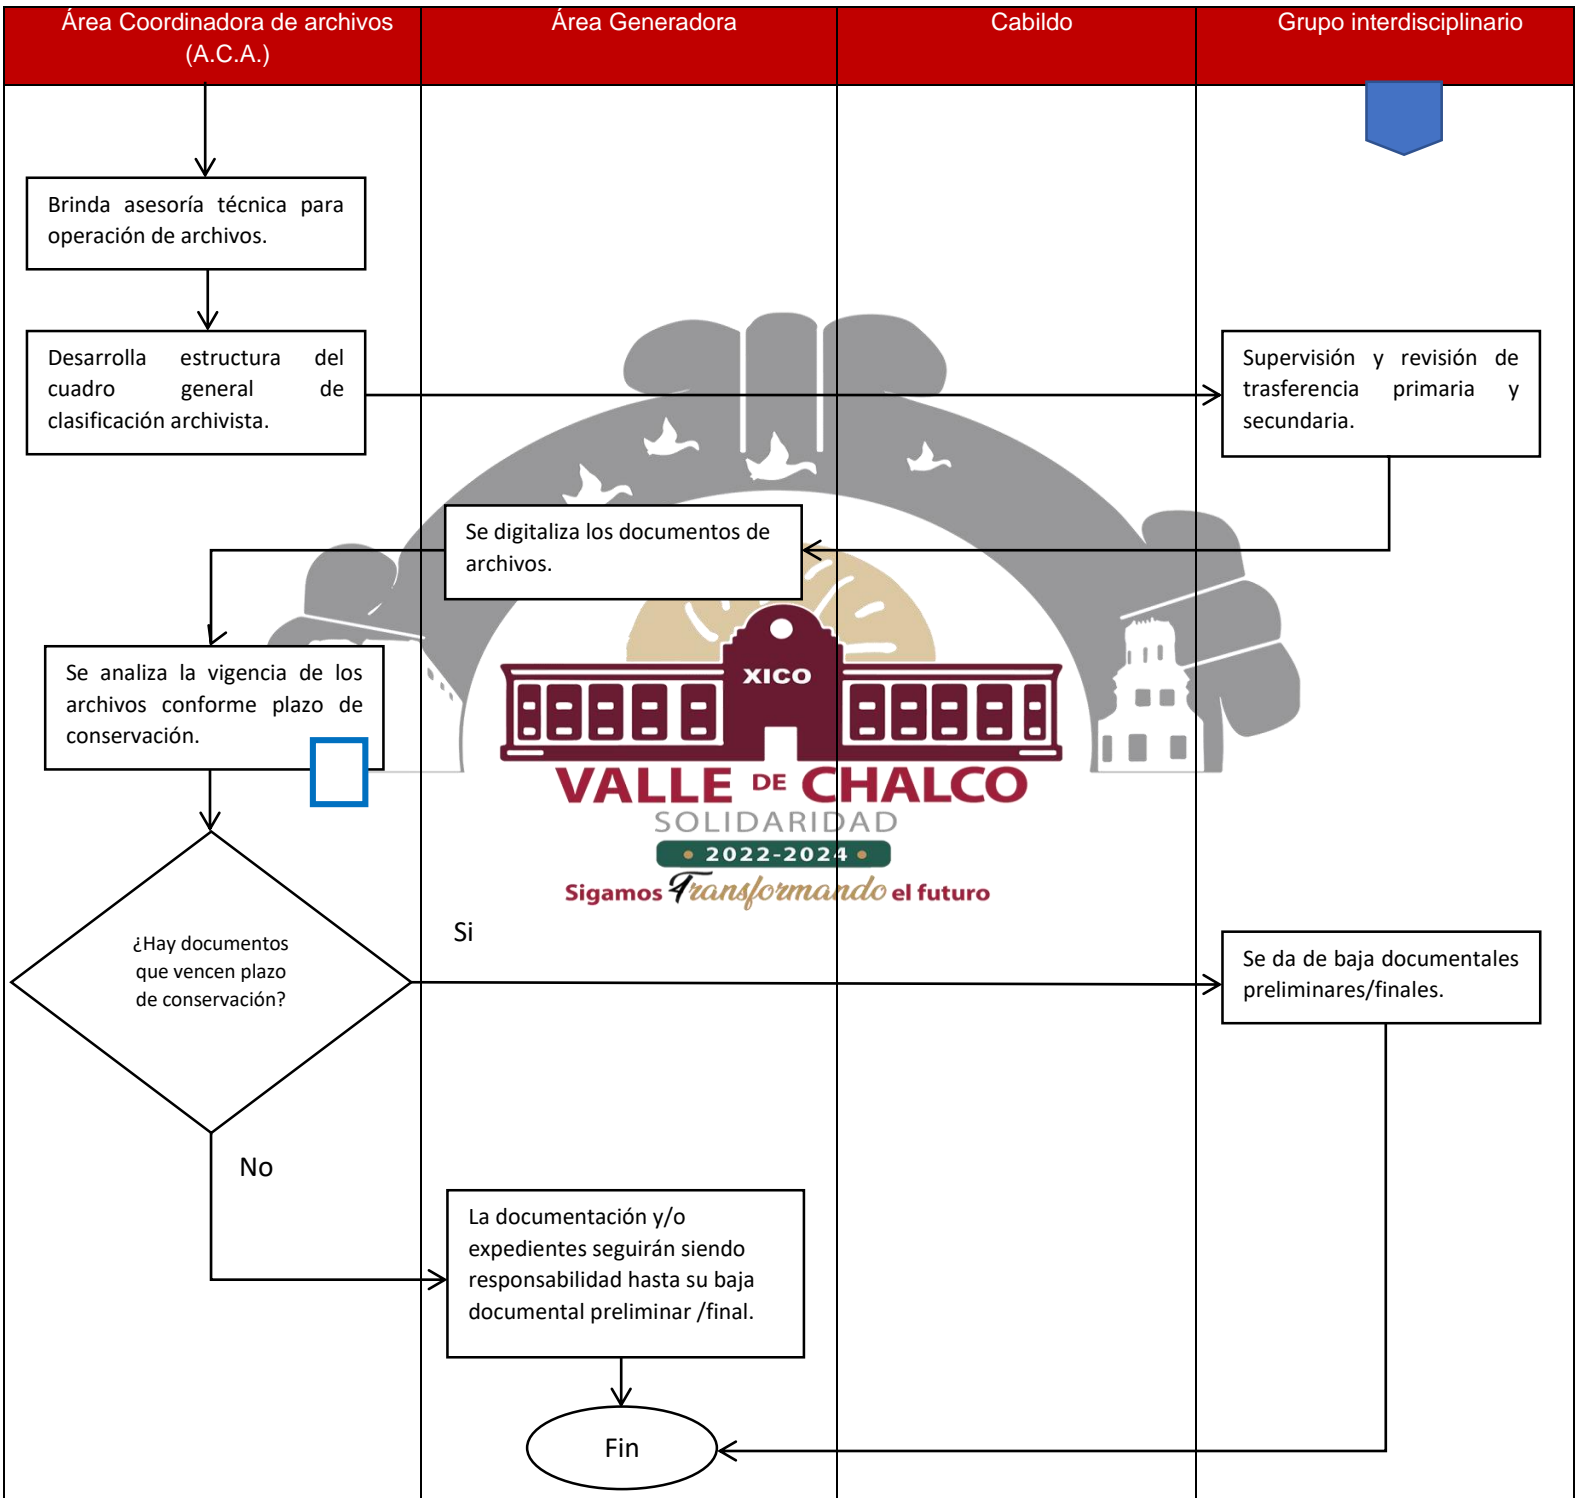 Área Coordinadora de archivos
(A.C.A.)
Área Generadora
Cabildo
Grupo interdisciplinario
Brinda asesoría técnica para
operación de archivos.
Desarrolla estructura del
cuadro general de
clasificación archivista.
Supervisión y revisión de
trasferencia primaria y
secundaria.
Se digitaliza los documentos de
archivos.
Se analiza la vigencia de los
archivos conforme plazo de
conservación.
XICO
VALLE DE CHALCO
SOLIDARIDAD
2022-2024
Sigamos Transformando el futuro
¿Hay documentos
que vencen plazo
de conservación?
Si
Se da de baja documentales
preliminares/finales.
No
La documentación y/o
expedientes seguirán siendo
responsabilidad hasta su baja
documental preliminar /final.
Fin